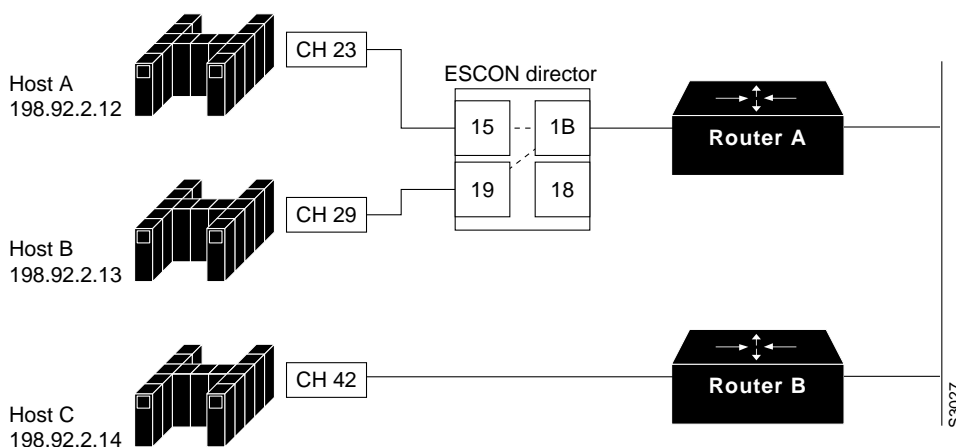 CH 23
ESCON director
Host A
198.92.2.12
15
1B
Router A
19
18
CH 29
Host B
198.92.2.13
CH 42
Router B
Host C
198.92.2.14
S3027